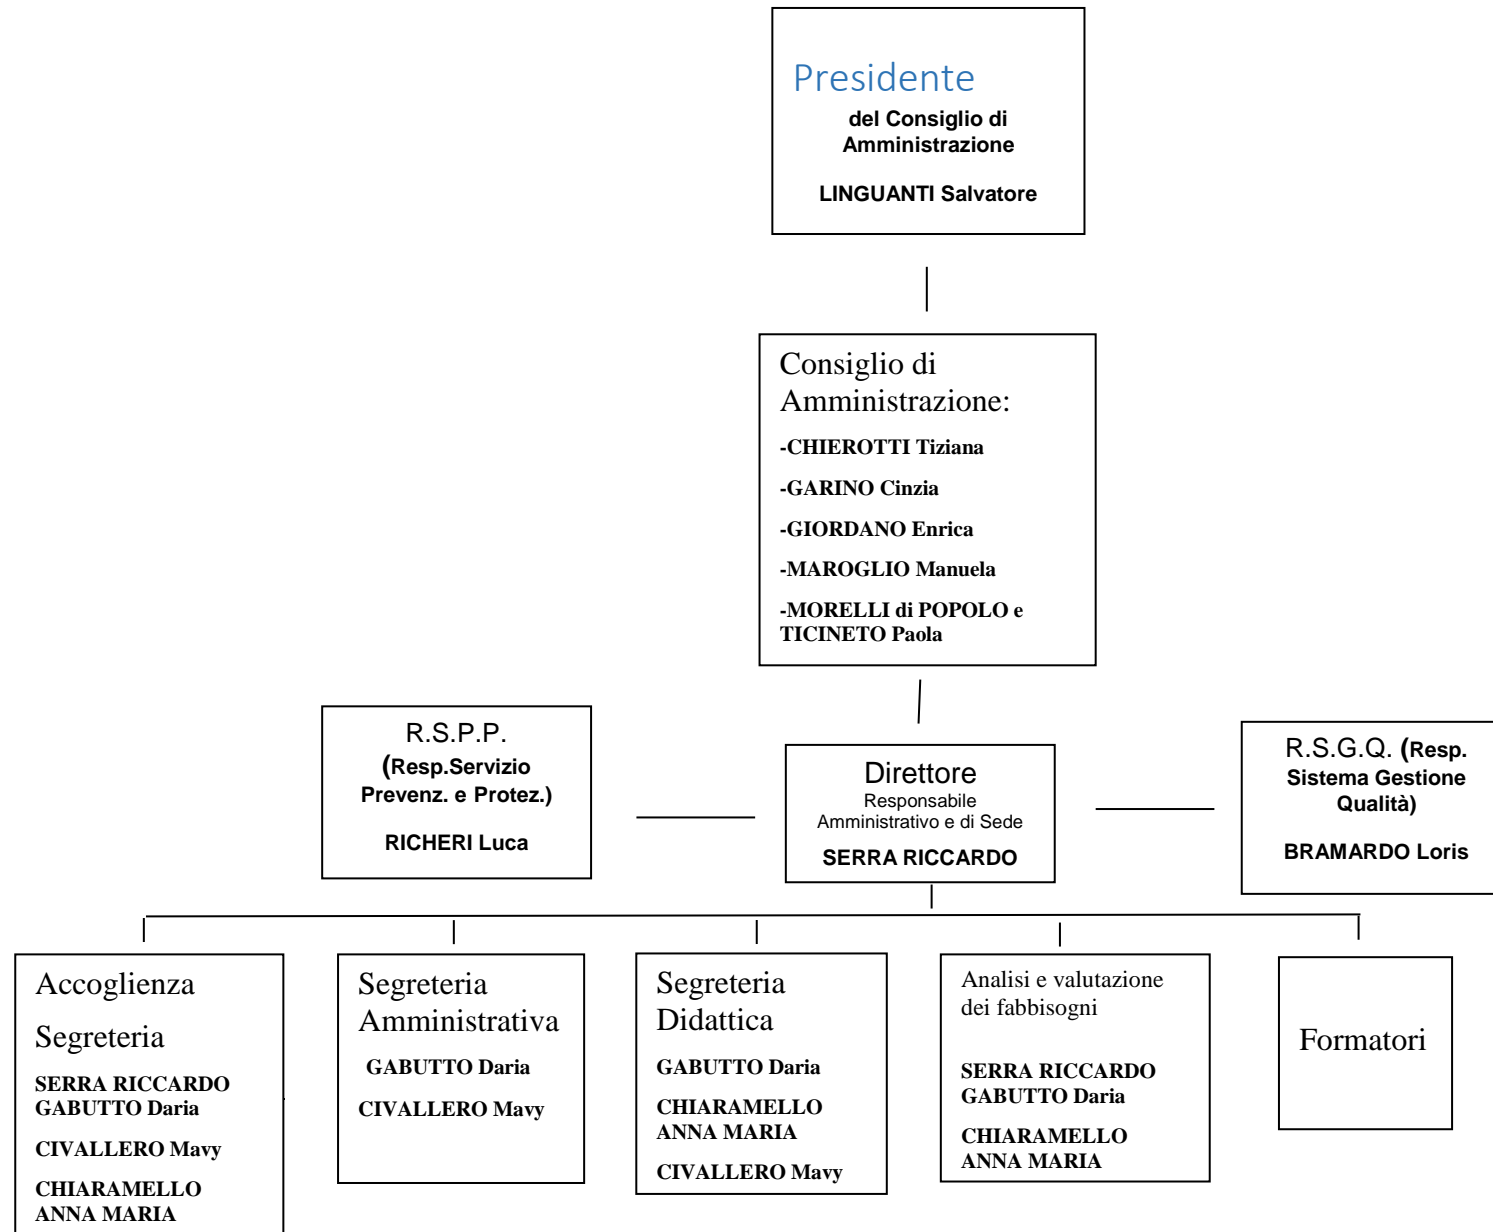 Presidente
del Consiglio di
Amministrazione
LINGUANTI Salvatore
Consiglio di
Amministrazione:
-CHIEROTTI Tiziana
-GARINO Cinzia
-GIORDANO Enrica
-MAROGLIO Manuela
-MORELLI di POPOLO e
TICINETO Paola
R.S.P.P.
(Resp.Servizio
Prevenz. e Protez.)
RICHERI Luca
Direttore
Responsabile
Amministrativo e di Sede
SERRA RICCARDO
R.S.G.Q. (Resp.
Sistema Gestione
Qualità)
BRAMARDO Loris
Accoglienza
Segreteria
SERRA RICCARDO
GABUTTO Daria
CIVALLERO Mavy
CHIARAMELLO
ANNA MARIA
Segreteria
Amministrativa
GABUTTO Daria
CIVALLERO Mavy
Segreteria
Didattica
GABUTTO Daria
CHIARAMELLO
ANNA MARIA
CIVALLERO Mavy
Analisi e valutazione
dei fabbisogni
SERRA RICCARDO
GABUTTO Daria
CHIARAMELLO
ANNA MARIA
Formatori